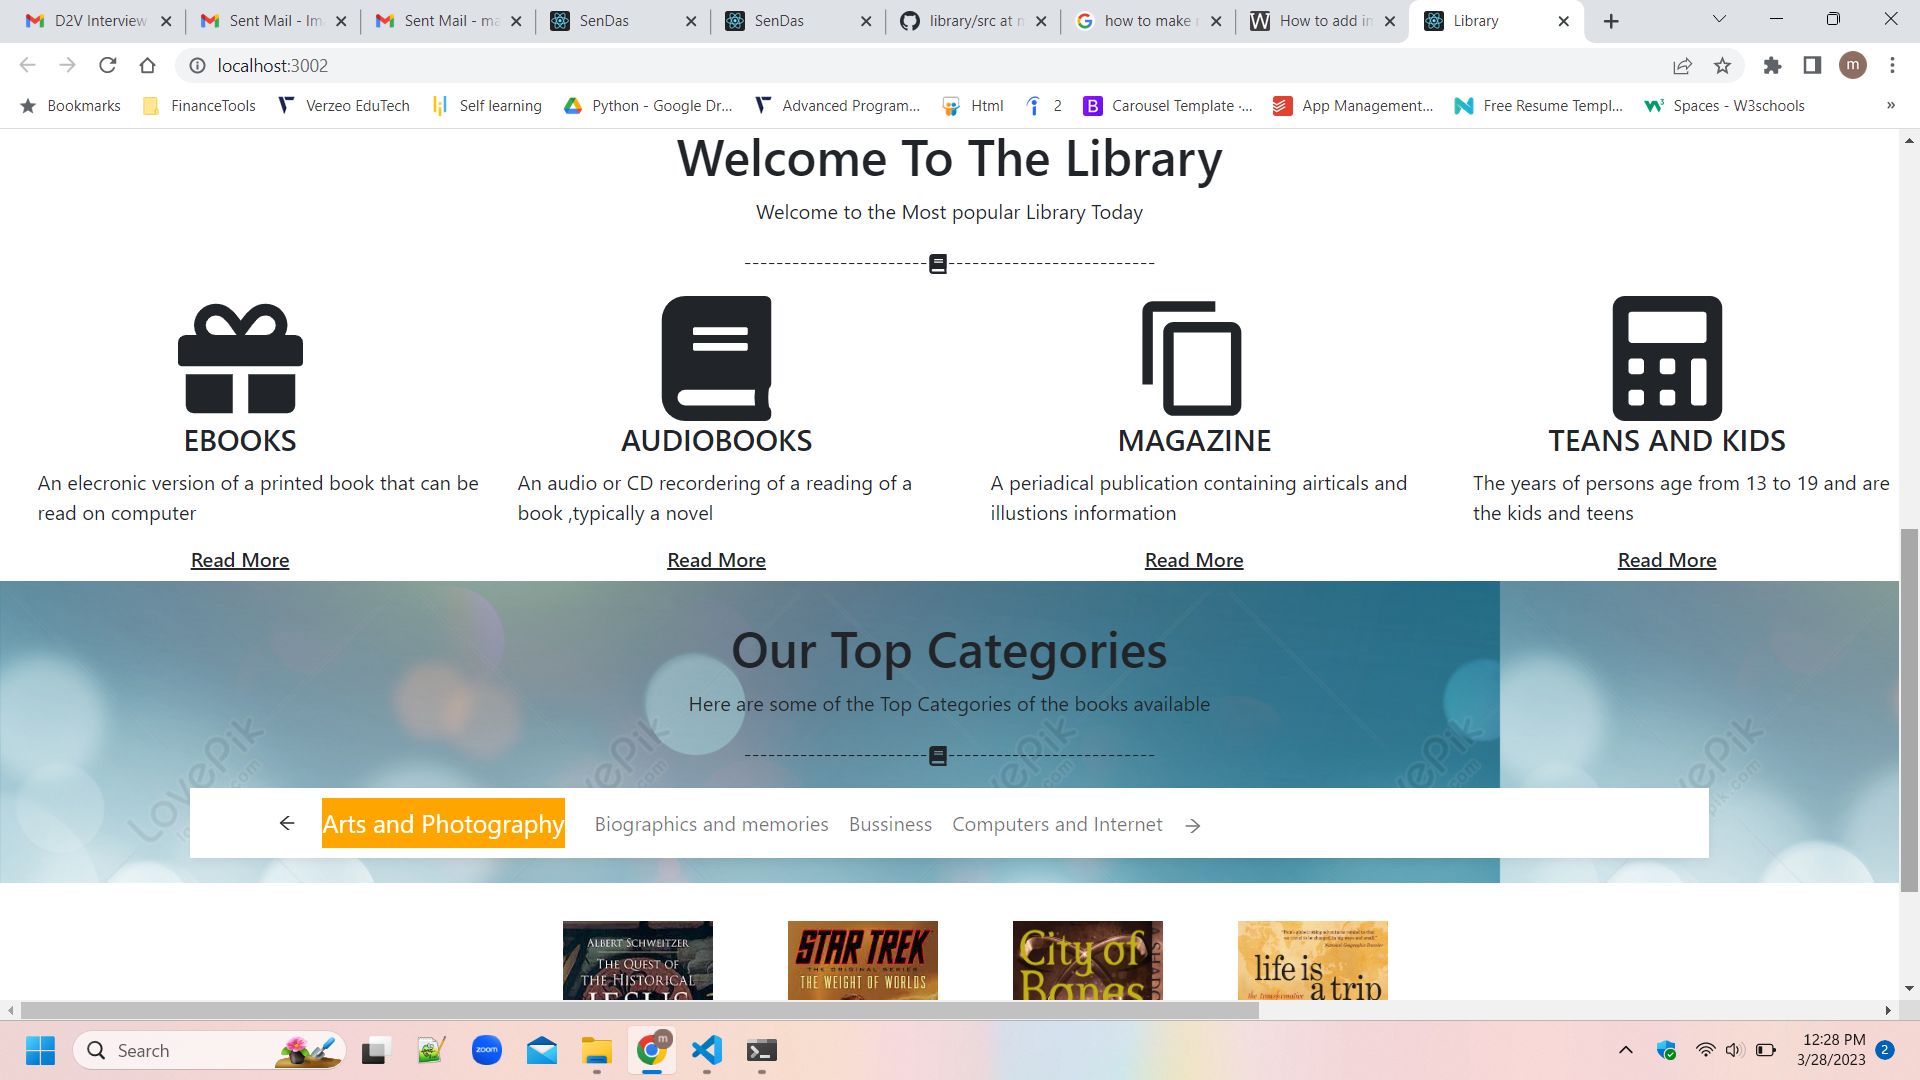 D2V Interview
Sent Mail - Im
Sent Mail - ma
SenDas
SenDas
library/src at m
how to make r
How to add im
Library
localhost:3002
m
Bookmarks
FinanceTools
Verzeo EduTech
Self learning
Python - Google Dr...
Advanced Program...
Html
2
Carousel Template ·...
App Management...
Free Resume Templ...
Spaces - W3schools
»
Welcome To The Library
Welcome to the Most popular Library Today
EBOOKS
An elecronic version of a printed book that can be
read on computer
Read More
AUDIOBOOKS
An audio or CD recordering of a reading of a
book ,typically a novel
Read More
MAGAZINE
A periadical publication containing airticals and
illustions information
Read More
TEANS AND KIDS
The years of persons age from 13 to 19 and are
the kids and teens
Read More
Our Top Categories
Here are some of the Top Categories of the books available
LovePik
LovePik
LovePik
Arts and Photography
Biographics and memories
Bussiness
Computers and Internet
ALBERT SCHWEITZER
THE QUEST OF
THE HISTORICAL
JESUS
STAR TREK
THE ORIGINAL SERIES
THE WEIGHT OF WORLDS
City of
Bones
A SHADO
life is
a trip
Search
zoom
m
12:28 PM
3/28/2023
2